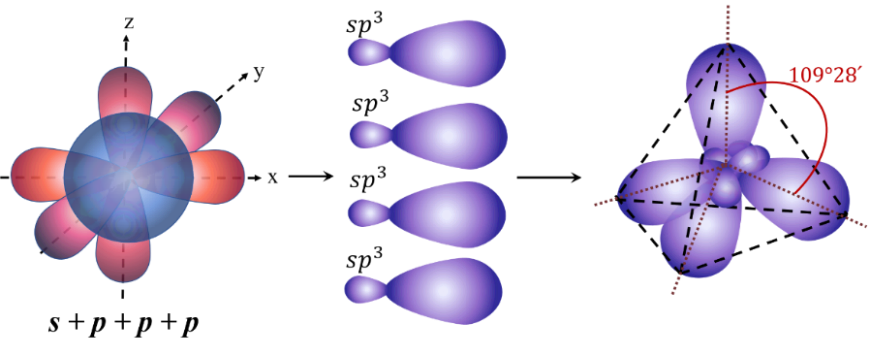 z
y
x
s + p + p + p
sp³
sp³
sp³
sp³
109°28′